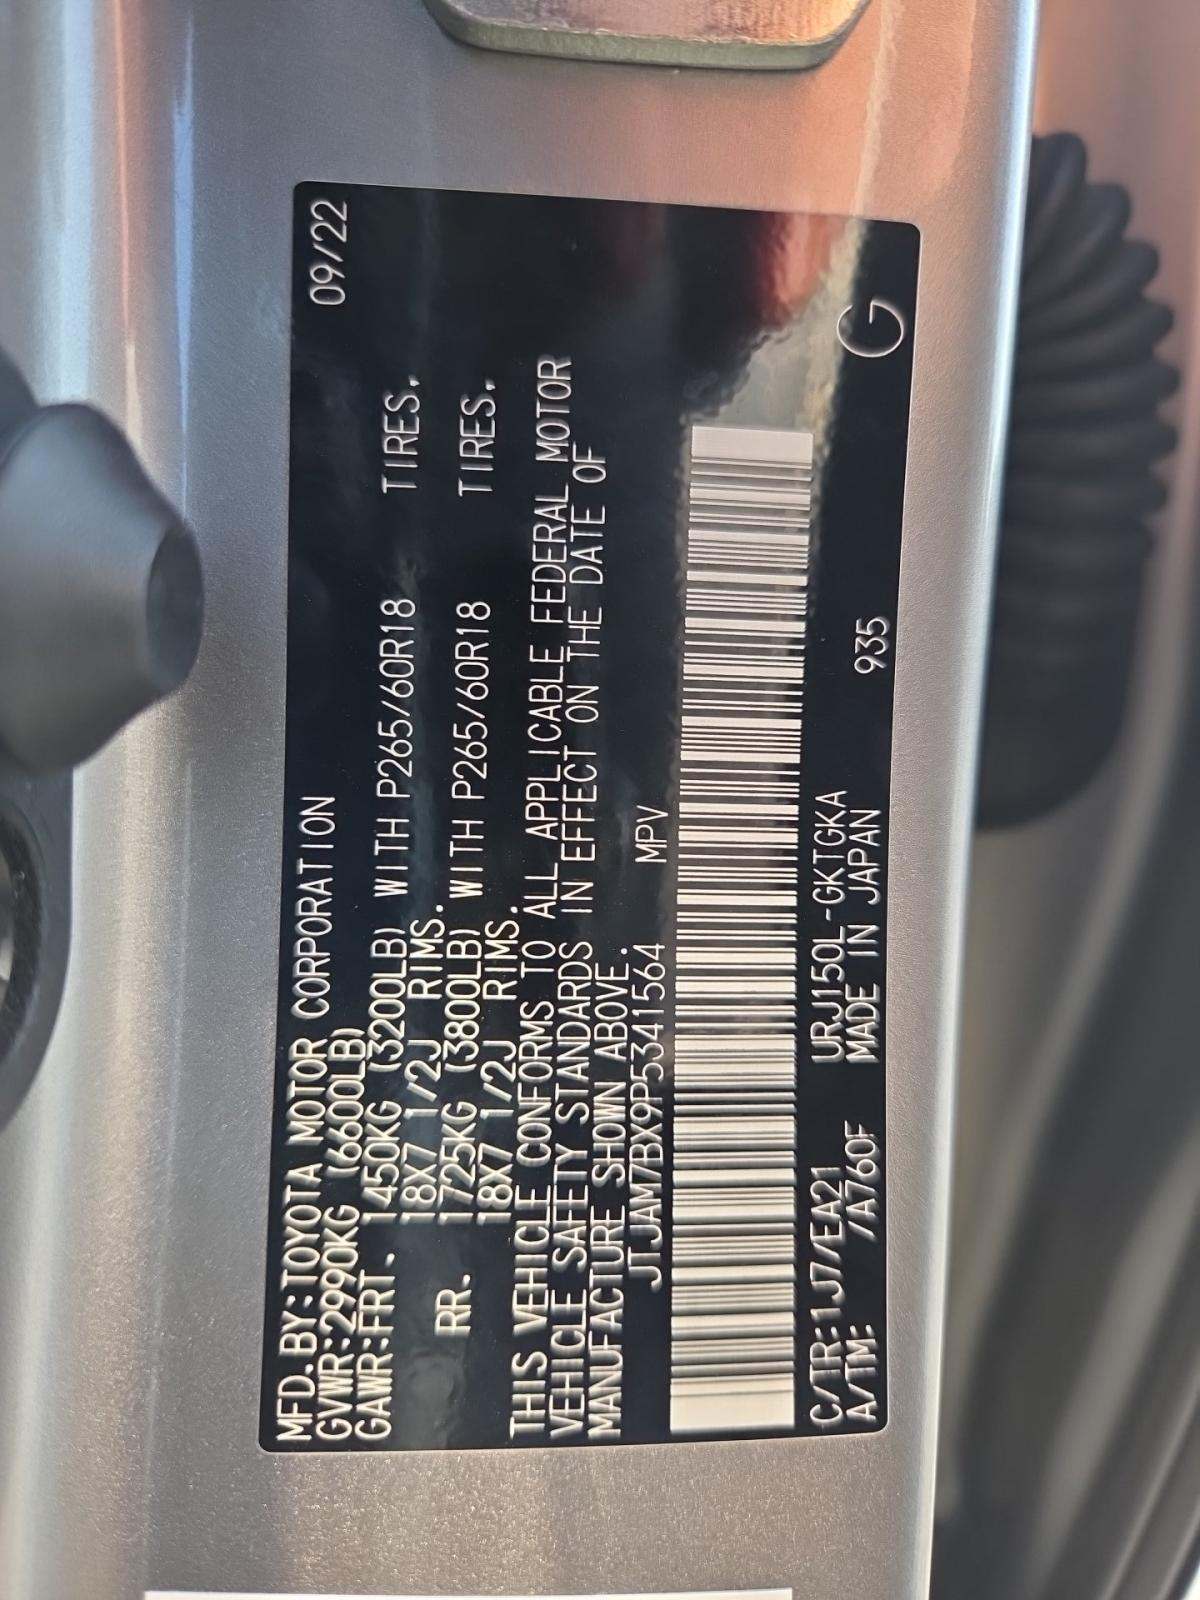 MFD.BY:TOYOTA MOTOR CORPORATION 09/22
GVWR:2990KG (6600LB)
GAWR:FRT. 1450KG (3200LB) WITH P265/60R18 TIRES.
18X7 1/2J RIMS.
RR. 1725KG (3800LB) WITH P265/60R18 TIRES.
18X7 1/2J RIMS.
THIS VEHICLE CONFORMS TO ALL APPLICABLE FEDERAL MOTOR
VEHICLE SAFETY STANDARDS IN EFFECT ON THE DATE OF
MANUFACTURE SHOWN ABOVE.
JTJAM7BX9P5341564 MPV
C/TR:1J7/EA21 URJ150L-GKTGKA 935 G
A/TM: /A760F MADE IN JAPAN